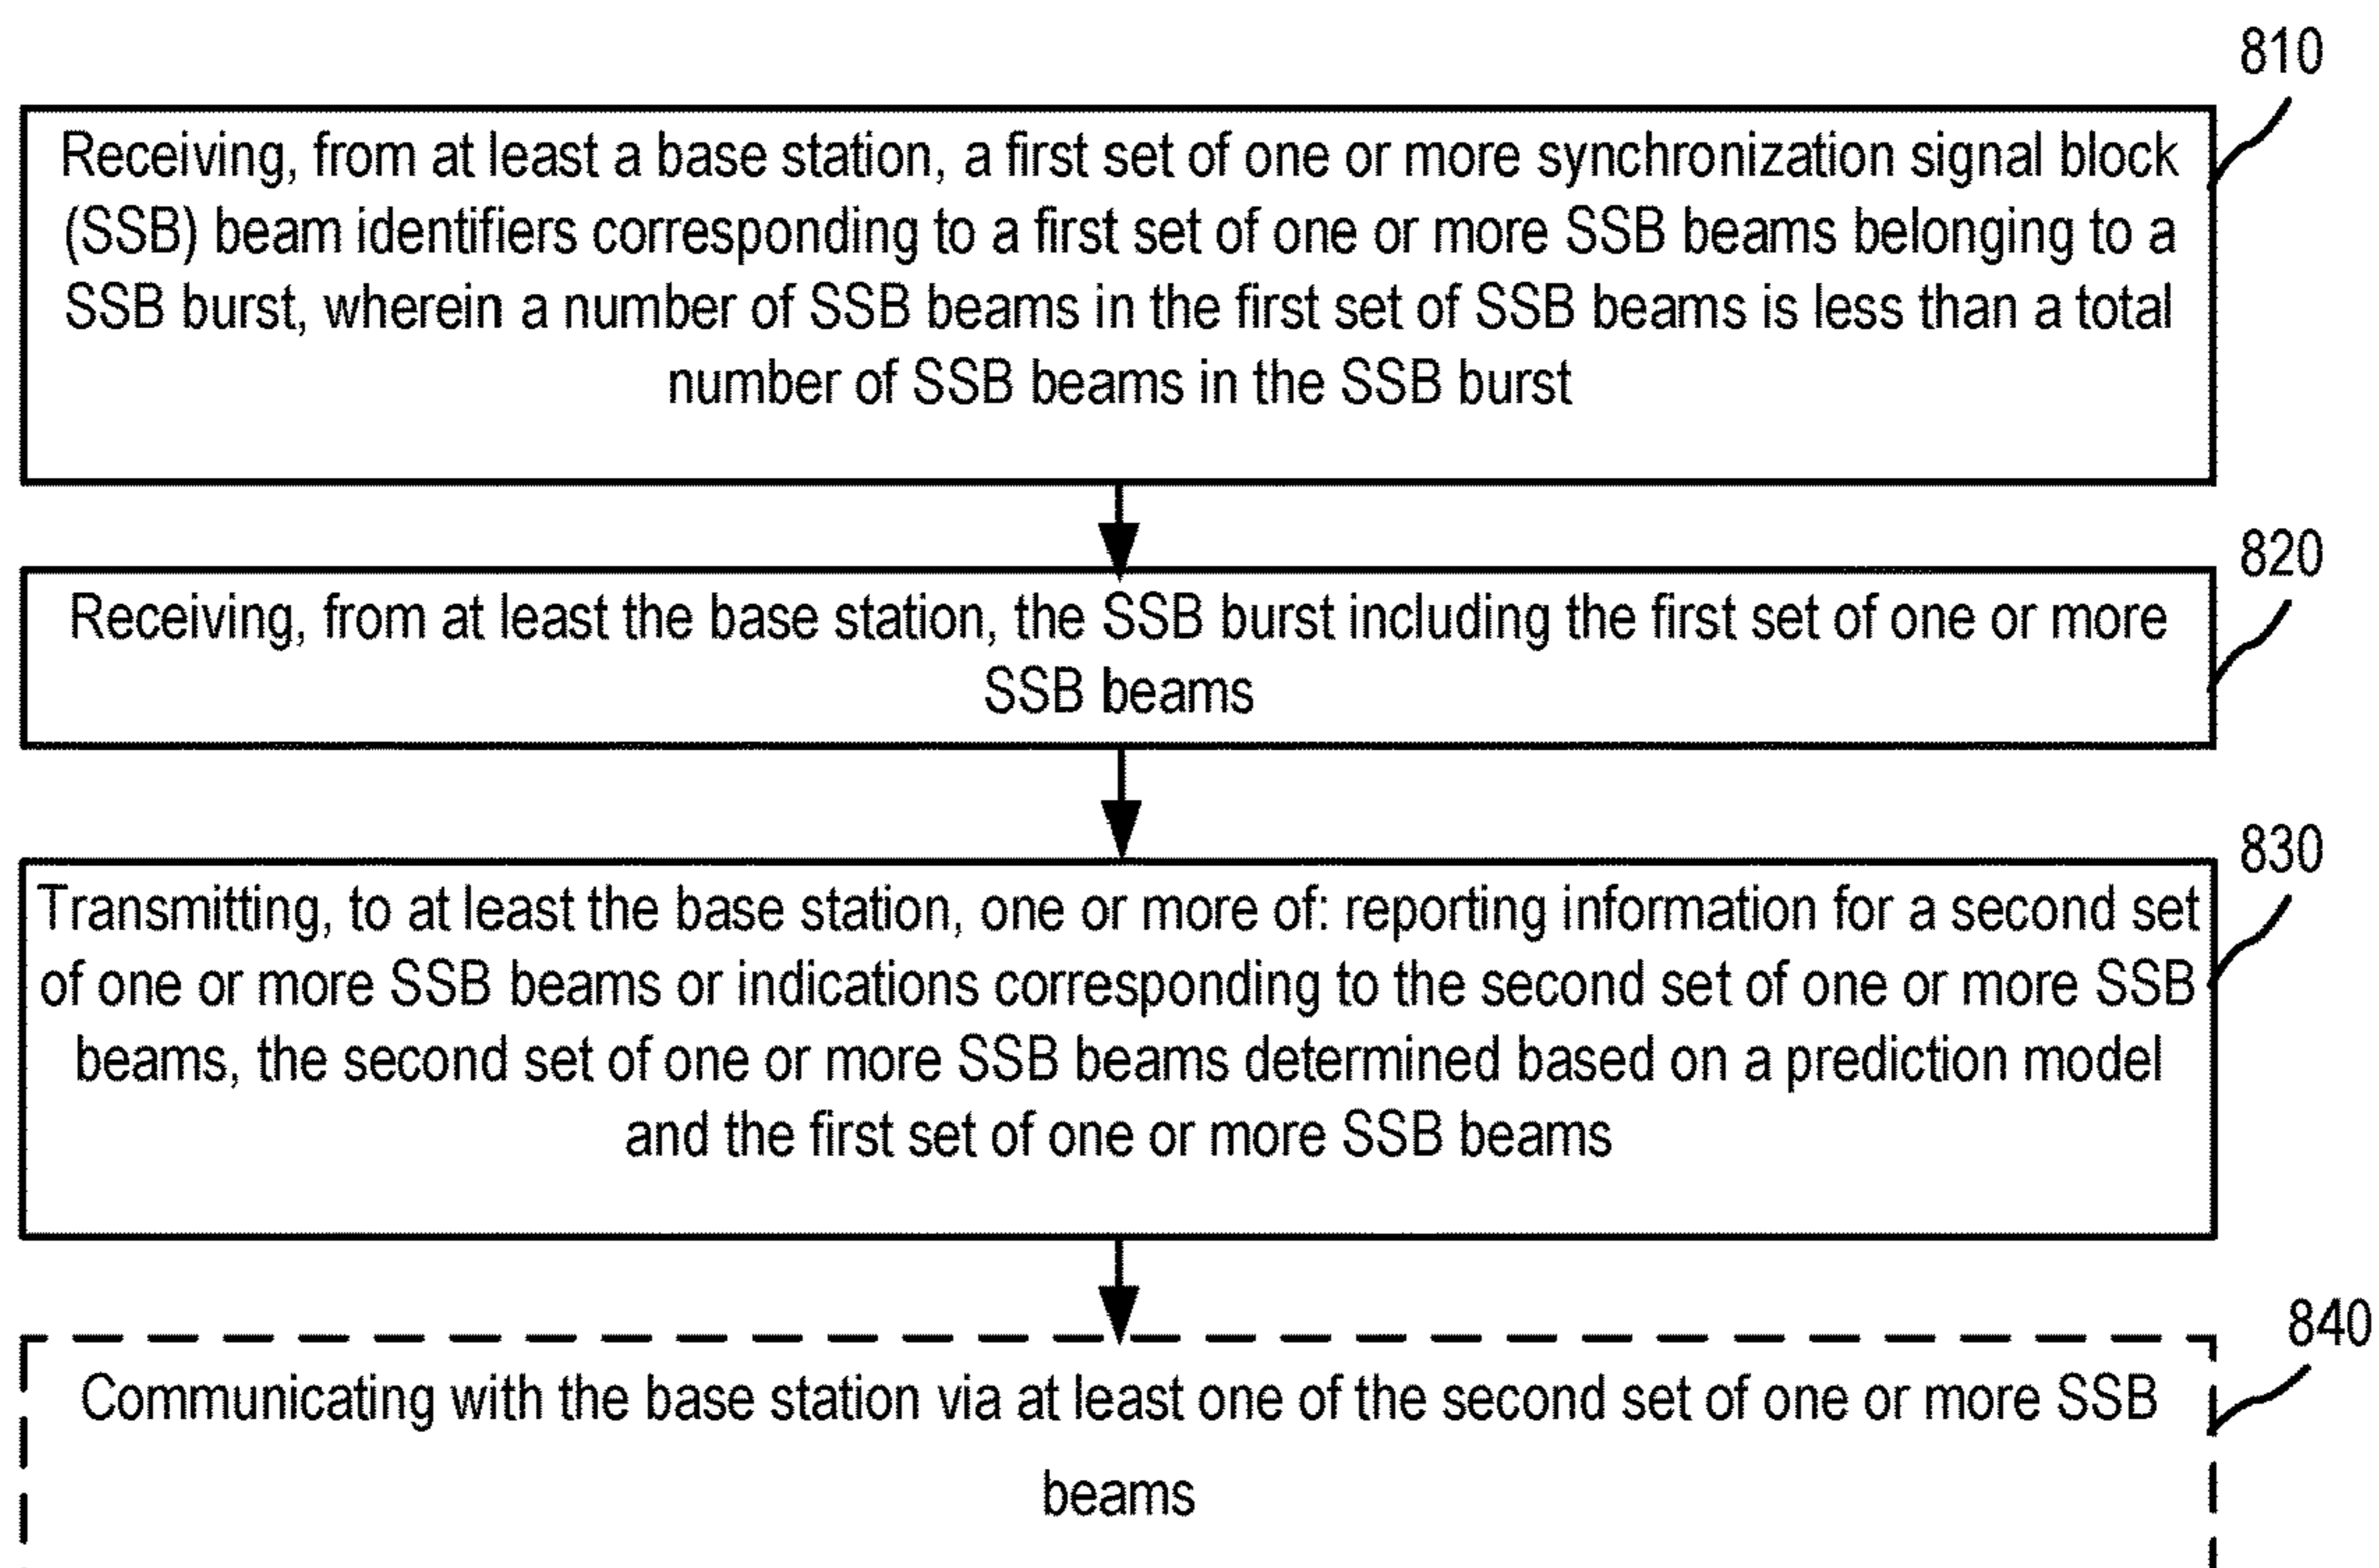 810
Receiving, from at least a base station, a first set of one or more synchronization signal block
(SSB) beam identifiers corresponding to a first set of one or more SSB beams belonging to a
SSB burst, wherein a number of SSB beams in the first set of SSB beams is less than a total
number of SSB beams in the SSB burst
820
Receiving, from at least the base station, the SSB burst including the first set of one or more
SSB beams
830
Transmitting, to at least the base station, one or more of: reporting information for a second set
of one or more SSB beams or indications corresponding to the second set of one or more SSB
beams, the second set of one or more SSB beams determined based on a prediction model
and the first set of one or more SSB beams
840
Communicating with the base station via at least one of the second set of one or more SSB
beams